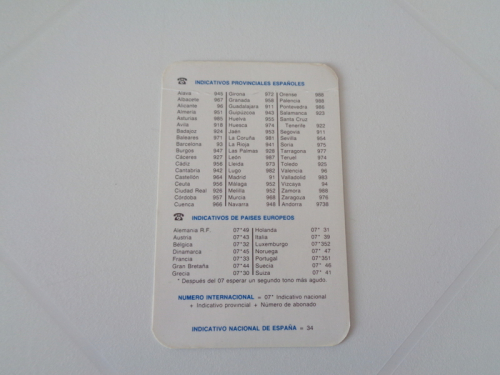 INDICATIVOS PROVINCIALES ESPAÑOLES
Alava 945 Girona 972 Orense 988
Albacete 967 Granada 958 Palencia 988
Alicante 96 Guadalajara 911 Pontevedra 986
Almería 951 Guipúzcoa 943 Salamanca 923
Asturias 985 Huelva 955 Santa Cruz
Avila 918 Huesca 974 Tenerife 922
Badajoz 924 Jaén 953 Segovia 911
Baleares 971 La Coruña 981 Sevilla 954
Barcelona 93 La Rioja 941 Soria 975
Burgos 947 Las Palmas 928 Tarragona 977
Cáceres 927 León 987 Teruel 974
Cádiz 956 Lleida 973 Toledo 925
Cantabria 942 Lugo 982 Valencia 96
Castellón 964 Madrid 91 Valladolid 983
Ceuta 956 Málaga 952 Vizcaya 94
Ciudad Real 926 Melilla 952 Zamora 988
Córdoba 957 Murcia 968 Zaragoza 976
Cuenca 966 Navarra 948 Andorra 9738
INDICATIVOS DE PAISES EUROPEOS
Alemania R.F. 07*49 Holanda 07* 31
Austria 07*43 Italia 07* 39
Bélgica 07*32 Luxemburgo 07*352
Dinamarca 07*45 Noruega 07* 47
Francia 07*33 Portugal 07*351
Gran Bretaña 07*44 Suecia 07* 46
Grecia 07*30 Suiza 07* 41
* Después del 07 esperar un segundo tono más agudo.
NUMERO INTERNACIONAL = 07* Indicativo nacional
+ Indicativo provincial + Número de abonado
INDICATIVO NACIONAL DE ESPAÑA = 34